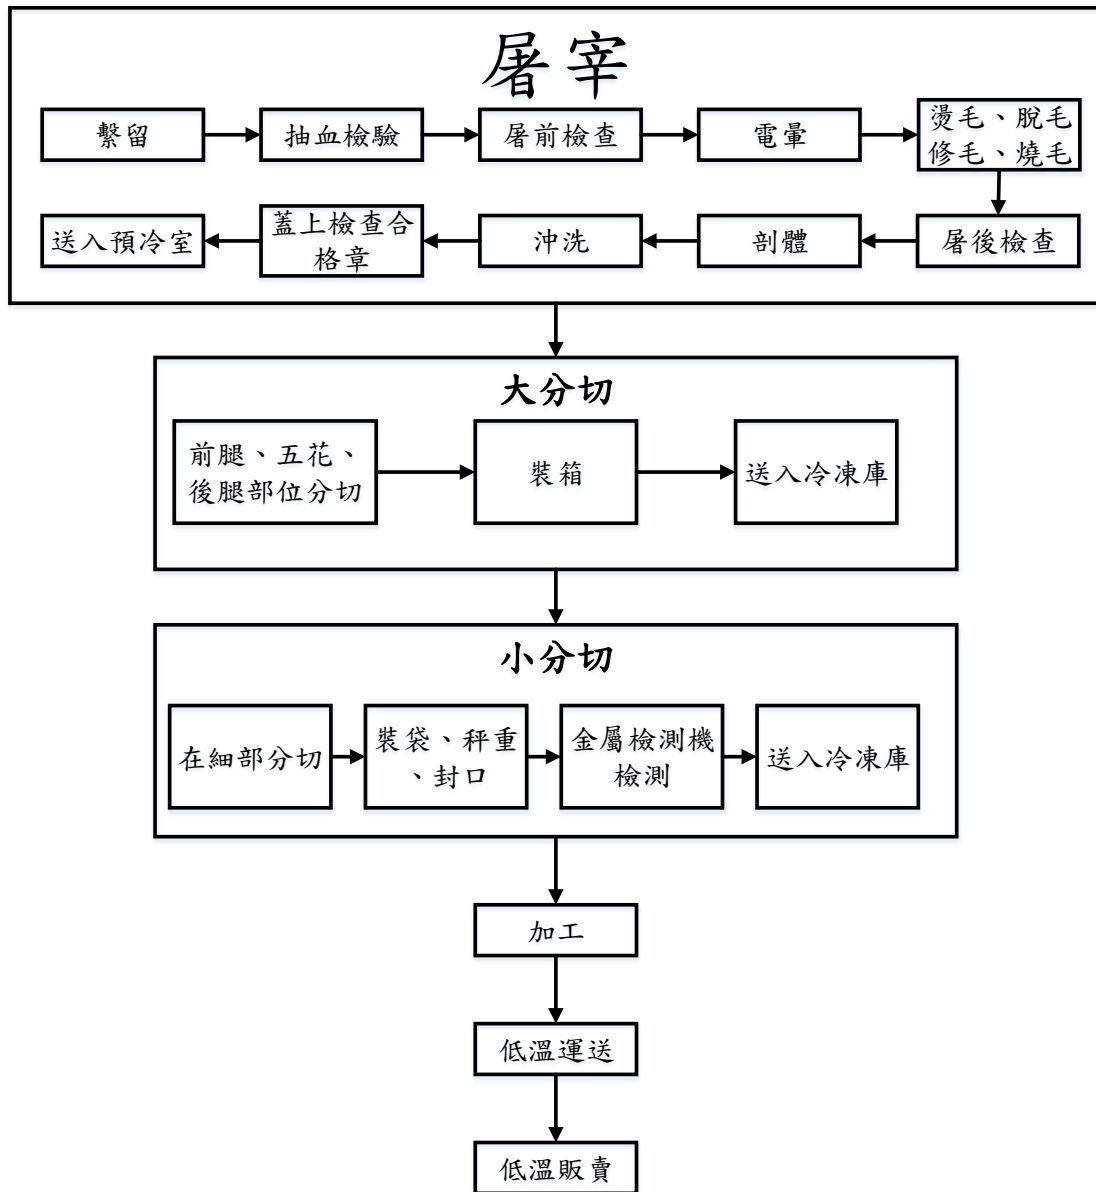 屠宰
繫留
抽血檢驗
屠前檢查
電暈
燙毛、脫毛
修毛、燒毛
屠後檢查
剖體
沖洗
蓋上檢查合
格章
送入預冷室
大分切
前腿、五花、
後腿部位分切
裝箱
送入冷凍庫
小分切
在細部分切
裝袋、秤重
、封口
金屬檢測機
檢測
送入冷凍庫
加工
低溫運送
低溫販賣